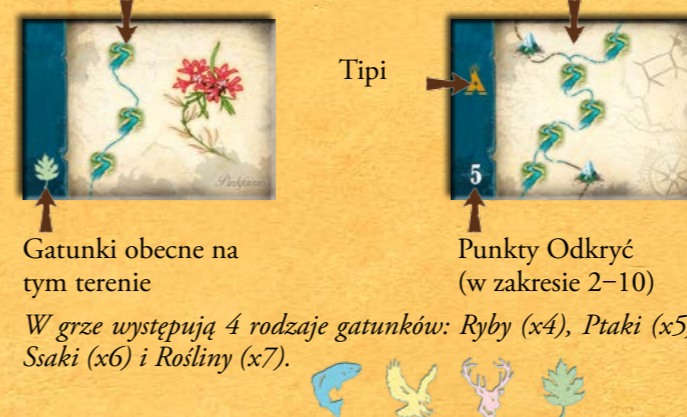 Tipi
5
Gatunki obecne na
tym terenie
Punkty Odkryć
(w zakresie 2–10)
W grze występują 4 rodzaje gatunków: Ryby (x4), Ptaki (x5)
Ssaki (x6) i Rośliny (x7).